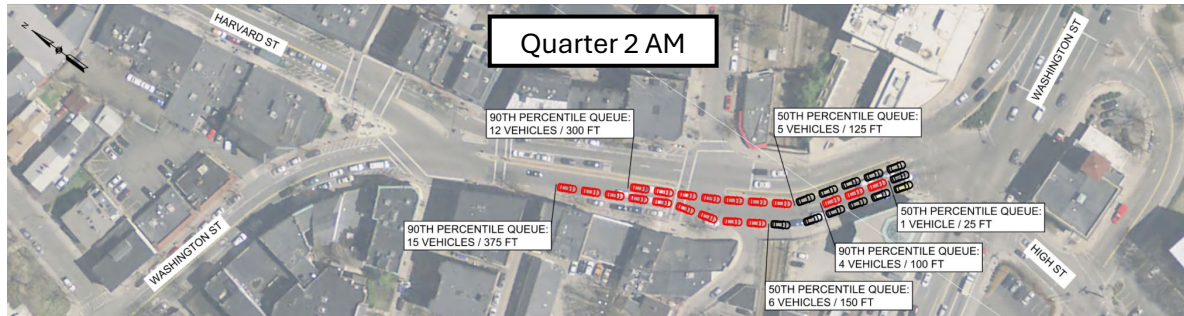 Quarter 2 AM
N
HARVARD ST
WASHINGTON ST
90TH PERCENTILE QUEUE:
12 VEHICLES / 300 FT
50TH PERCENTILE QUEUE:
5 VEHICLES / 125 FT
90TH PERCENTILE QUEUE:
15 VEHICLES / 375 FT
50TH PERCENTILE QUEUE:
1 VEHICLE / 25 FT
90TH PERCENTILE QUEUE:
4 VEHICLES / 100 FT
50TH PERCENTILE QUEUE:
6 VEHICLES / 150 FT
WASHINGTON ST
HIGH ST